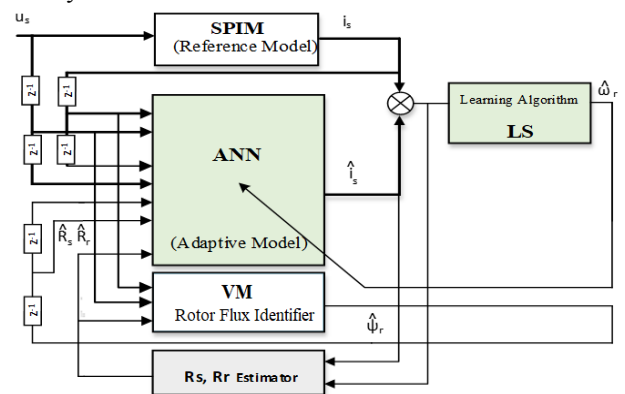 u_s
SPIM
(Reference Model)
i_s
Z⁻¹
Z⁻¹
Z⁻¹
Z⁻¹
ANN
(Adaptive Model)
Learning Algorithm
LS
ω̂_r
î_s
Z⁻¹
Z⁻¹
R̂_s R̂_r
VM
Rotor Flux Identifier
ψ̂_r
Rs, Rr Estimator